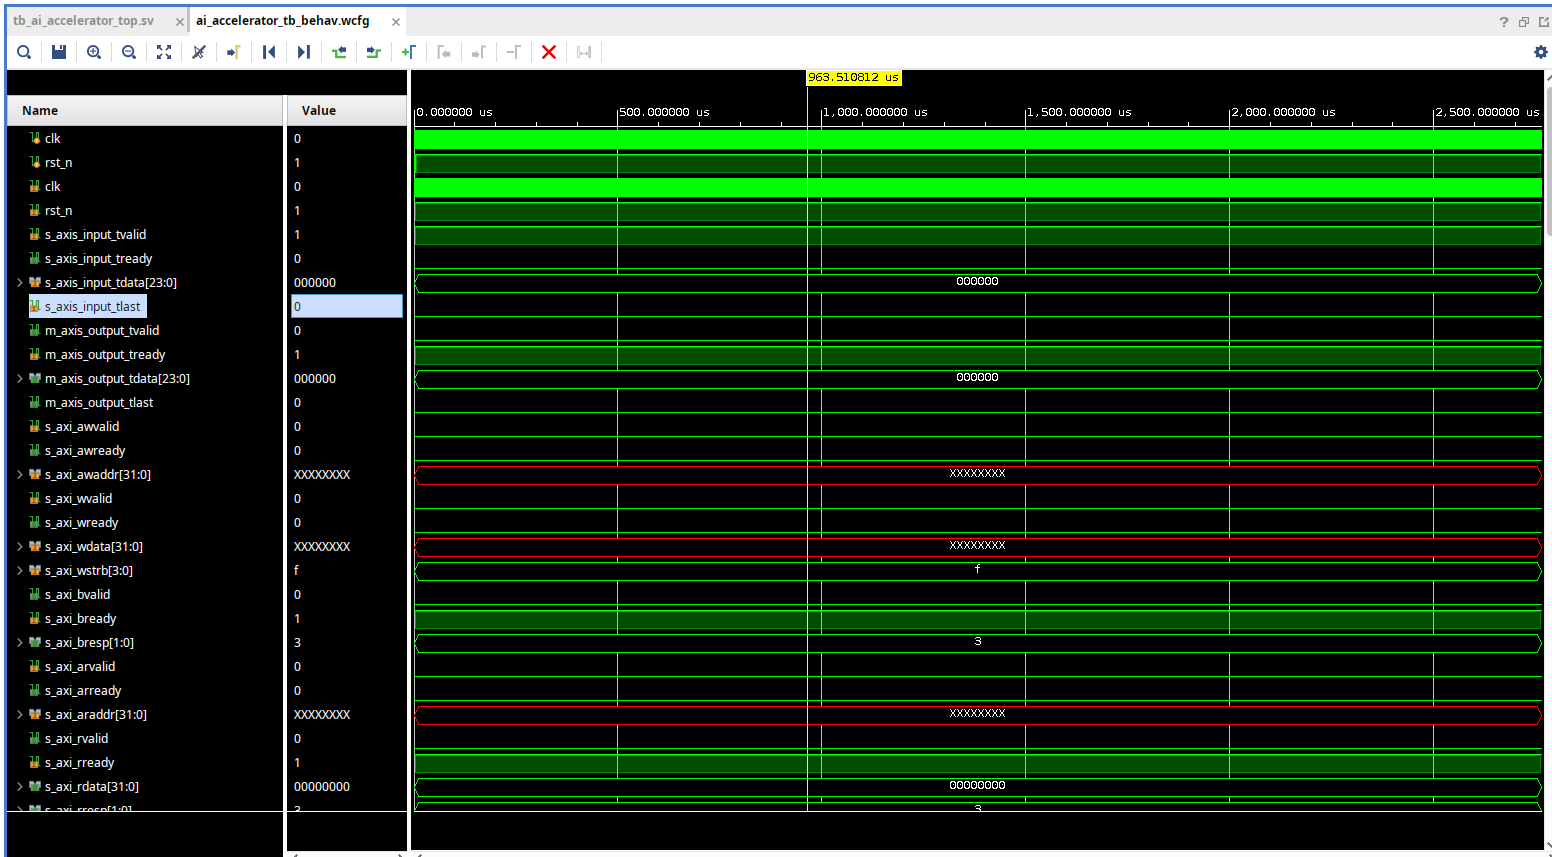 tb_ai_accelerator_top.sv × ai_accelerator_tb_behav.wcfg ×
?
963.510812 us
Name Value 0.000000 us 500.000000 us 1,000.000000 us 1,500.000000 us 2,000.000000 us 2,500.000000 us
clk 0
rst_n 1
clk 0
rst_n 1
s_axis_input_tvalid 1
s_axis_input_tready 0
s_axis_input_tdata[23:0] 000000 000000
s_axis_input_tlast 0
m_axis_output_tvalid 0
m_axis_output_tready 1
m_axis_output_tdata[23:0] 000000 000000
m_axis_output_tlast 0
s_axi_awvalid 0
s_axi_awready 0
s_axi_awaddr[31:0] XXXXXXXX XXXXXXXX
s_axi_wvalid 0
s_axi_wready 0
s_axi_wdata[31:0] XXXXXXXX XXXXXXXX
s_axi_wstrb[3:0] f f
s_axi_bvalid 0
s_axi_bready 1
s_axi_bresp[1:0] 3 3
s_axi_arvalid 0
s_axi_arready 0
s_axi_araddr[31:0] XXXXXXXX XXXXXXXX
s_axi_rvalid 0
s_axi_rready 1
s_axi_rdata[31:0] 00000000 00000000
s_axi_rresp[1:0] 3 3